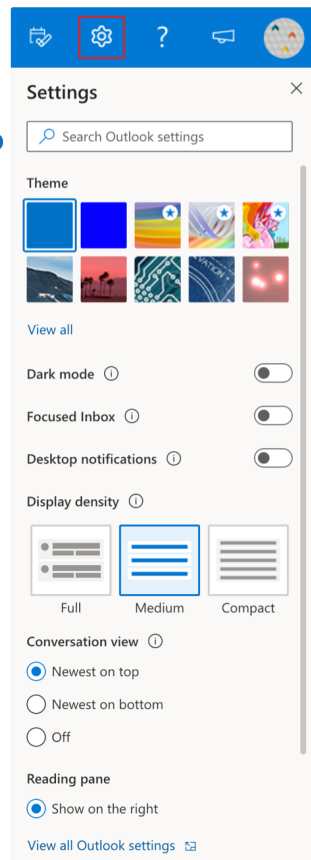 ?
Settings
Search Outlook settings
Theme
View all
Dark mode
Focused Inbox
Desktop notifications
Display density
Full Medium Compact
Conversation view
Newest on top
Newest on bottom
Off
Reading pane
Show on the right
View all Outlook settings